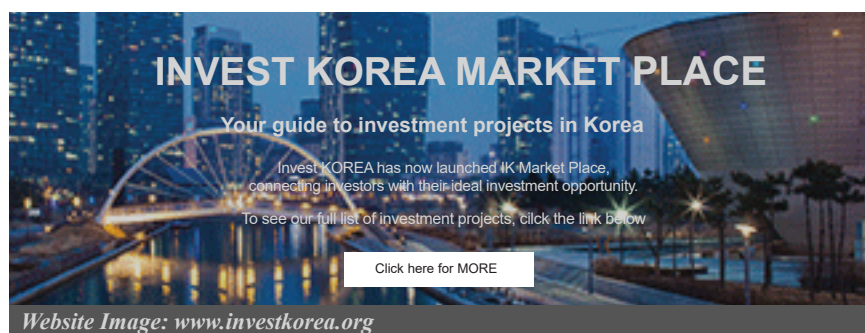 INVEST KOREA MARKET PLACE
Your guide to investment projects in Korea
Invest KOREA has now launched IK Market Place,
connecting investors with their ideal investment opportunity.
To see our full list of investment projects, cilck the link below
Click here for MORE
Website Image: www.investkorea.org